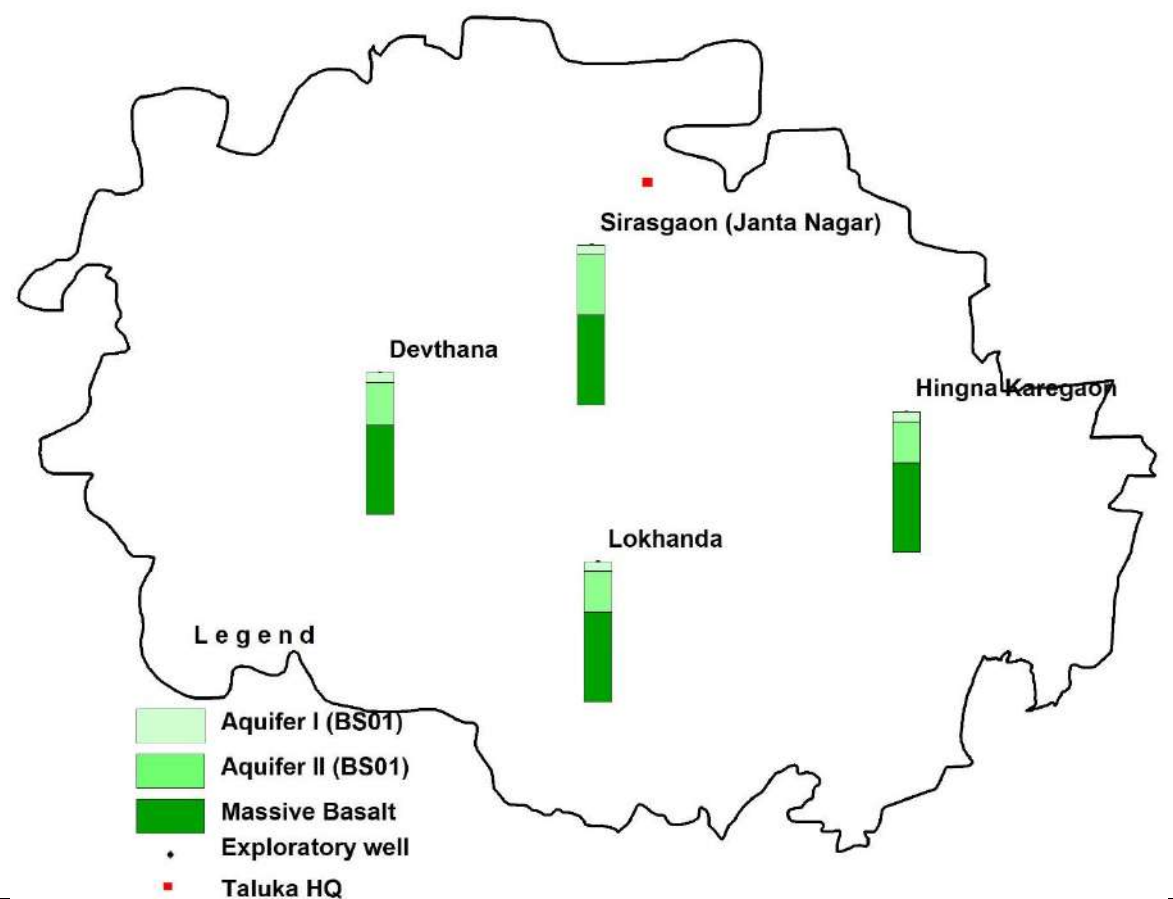 Sirasgaon (Janta Nagar)
Devthana
Hingna Karegaon
Lokhanda
Legend
Aquifer I (BS01)
Aquifer II (BS01)
Massive Basalt
Exploratory well
Taluka HQ